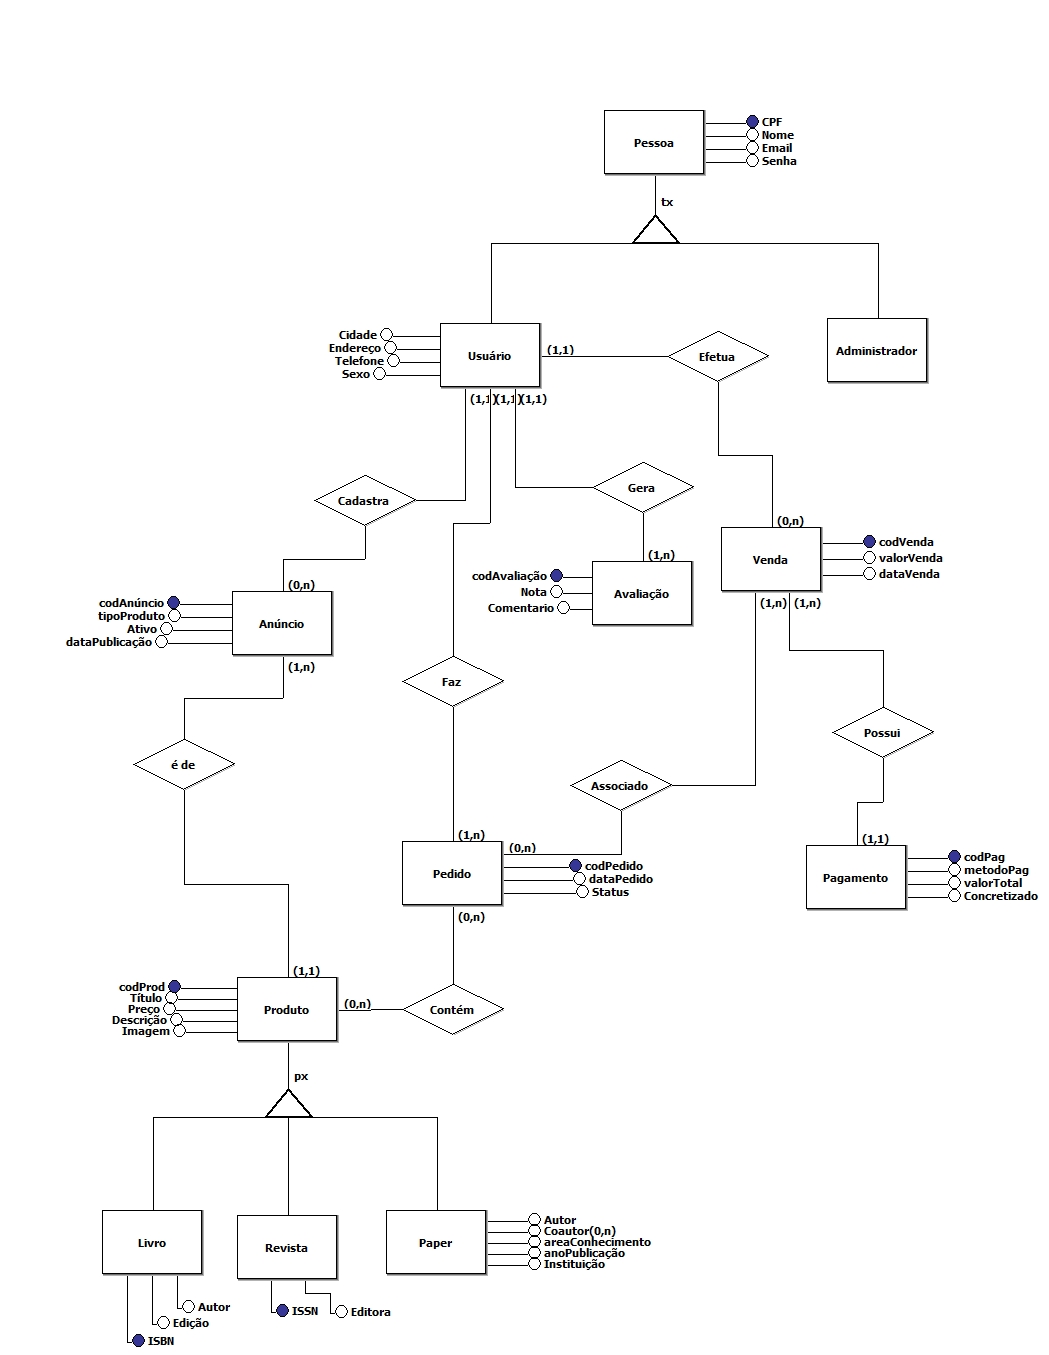 Pessoa
CPF
Nome
Email
Senha
tx
Cidade
Endereço
Telefone
Sexo
Usuário
(1,1)
Efetua
Administrador
(1,1)
(1,1)
(1,1)
Cadastra
Gera
(0,n)
(1,n)
(0,n)
codAnúncio
tipoProduto
Ativo
dataPublicação
Anúncio
(1,n)
codAvaliação
Nota
Comentario
Avaliação
Venda
codVenda
valorVenda
dataVenda
(1,n)
(1,n)
Faz
é de
Possui
Associado
(1,n)
(0,n)
Pedido
codPedido
dataPedido
Status
(0,n)
(1,1)
Pagamento
codPag
metodoPag
valorTotal
Concretizado
(1,1)
codProd
Título
Preço
Descrição
Imagem
Produto
(0,n)
Contém
px
Livro
Revista
Paper
Autor
Coautor(0,n)
areaConhecimento
anoPublicação
Instituição
Autor
Edição
ISBN
ISSN
Editora